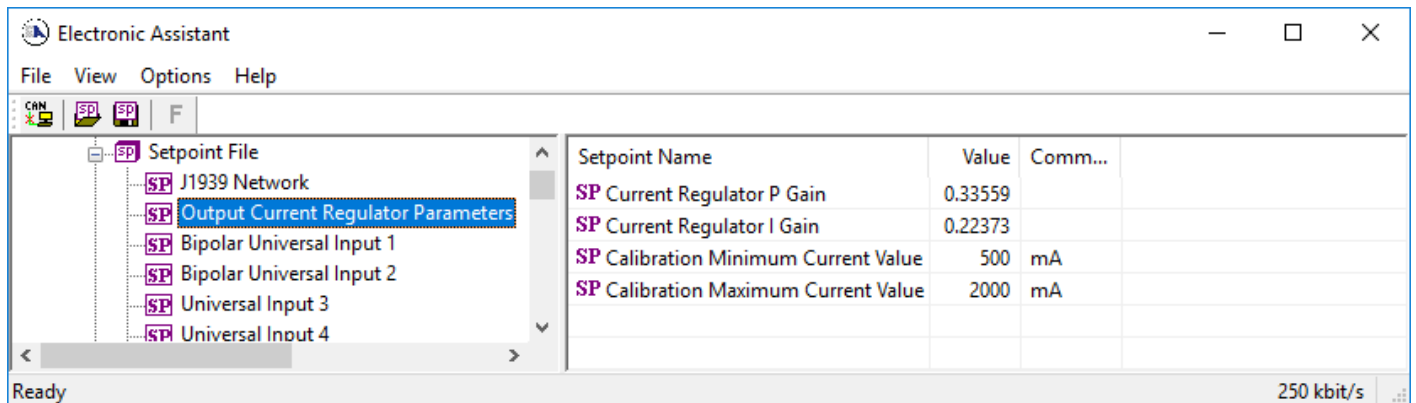 Electronic Assistant
File View Options Help
CAN SP SP F
SP Setpoint File
SP J1939 Network
SP Output Current Regulator Parameters
SP Bipolar Universal Input 1
SP Bipolar Universal Input 2
SP Universal Input 3
SP Universal Input 4
Setpoint Name Value Comm...
SP Current Regulator P Gain 0.33559
SP Current Regulator I Gain 0.22373
SP Calibration Minimum Current Value 500 mA
SP Calibration Maximum Current Value 2000 mA
Ready 250 kbit/s